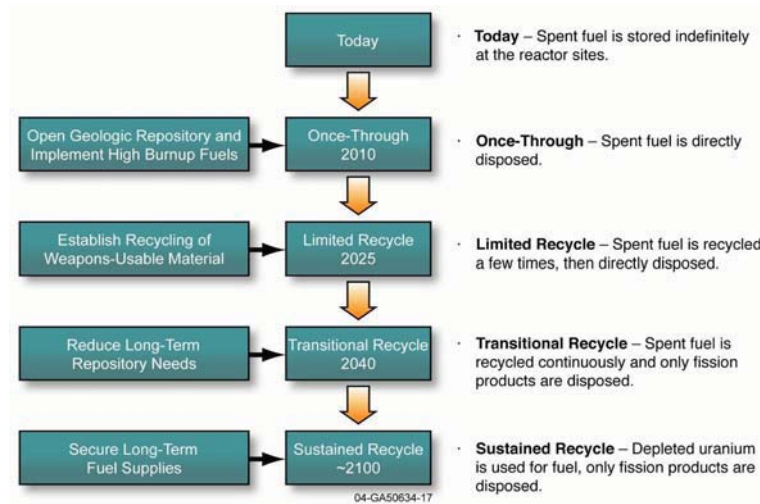 Today
· Today – Spent fuel is stored indefinitely
at the reactor sites.
Open Geologic Repository and
Implement High Burnup Fuels
Once-Through
2010
· Once-Through – Spent fuel is directly
disposed.
Establish Recycling of
Weapons-Usable Material
Limited Recycle
2025
· Limited Recycle – Spent fuel is recycled
a few times, then directly disposed.
Reduce Long-Term
Repository Needs
Transitional Recycle
2040
· Transitional Recycle – Spent fuel is
recycled continuously and only fission
products are disposed.
Secure Long-Term
Fuel Supplies
Sustained Recycle
~2100
· Sustained Recycle – Depleted uranium
is used for fuel, only fission products are
disposed.
04-GA50634-17